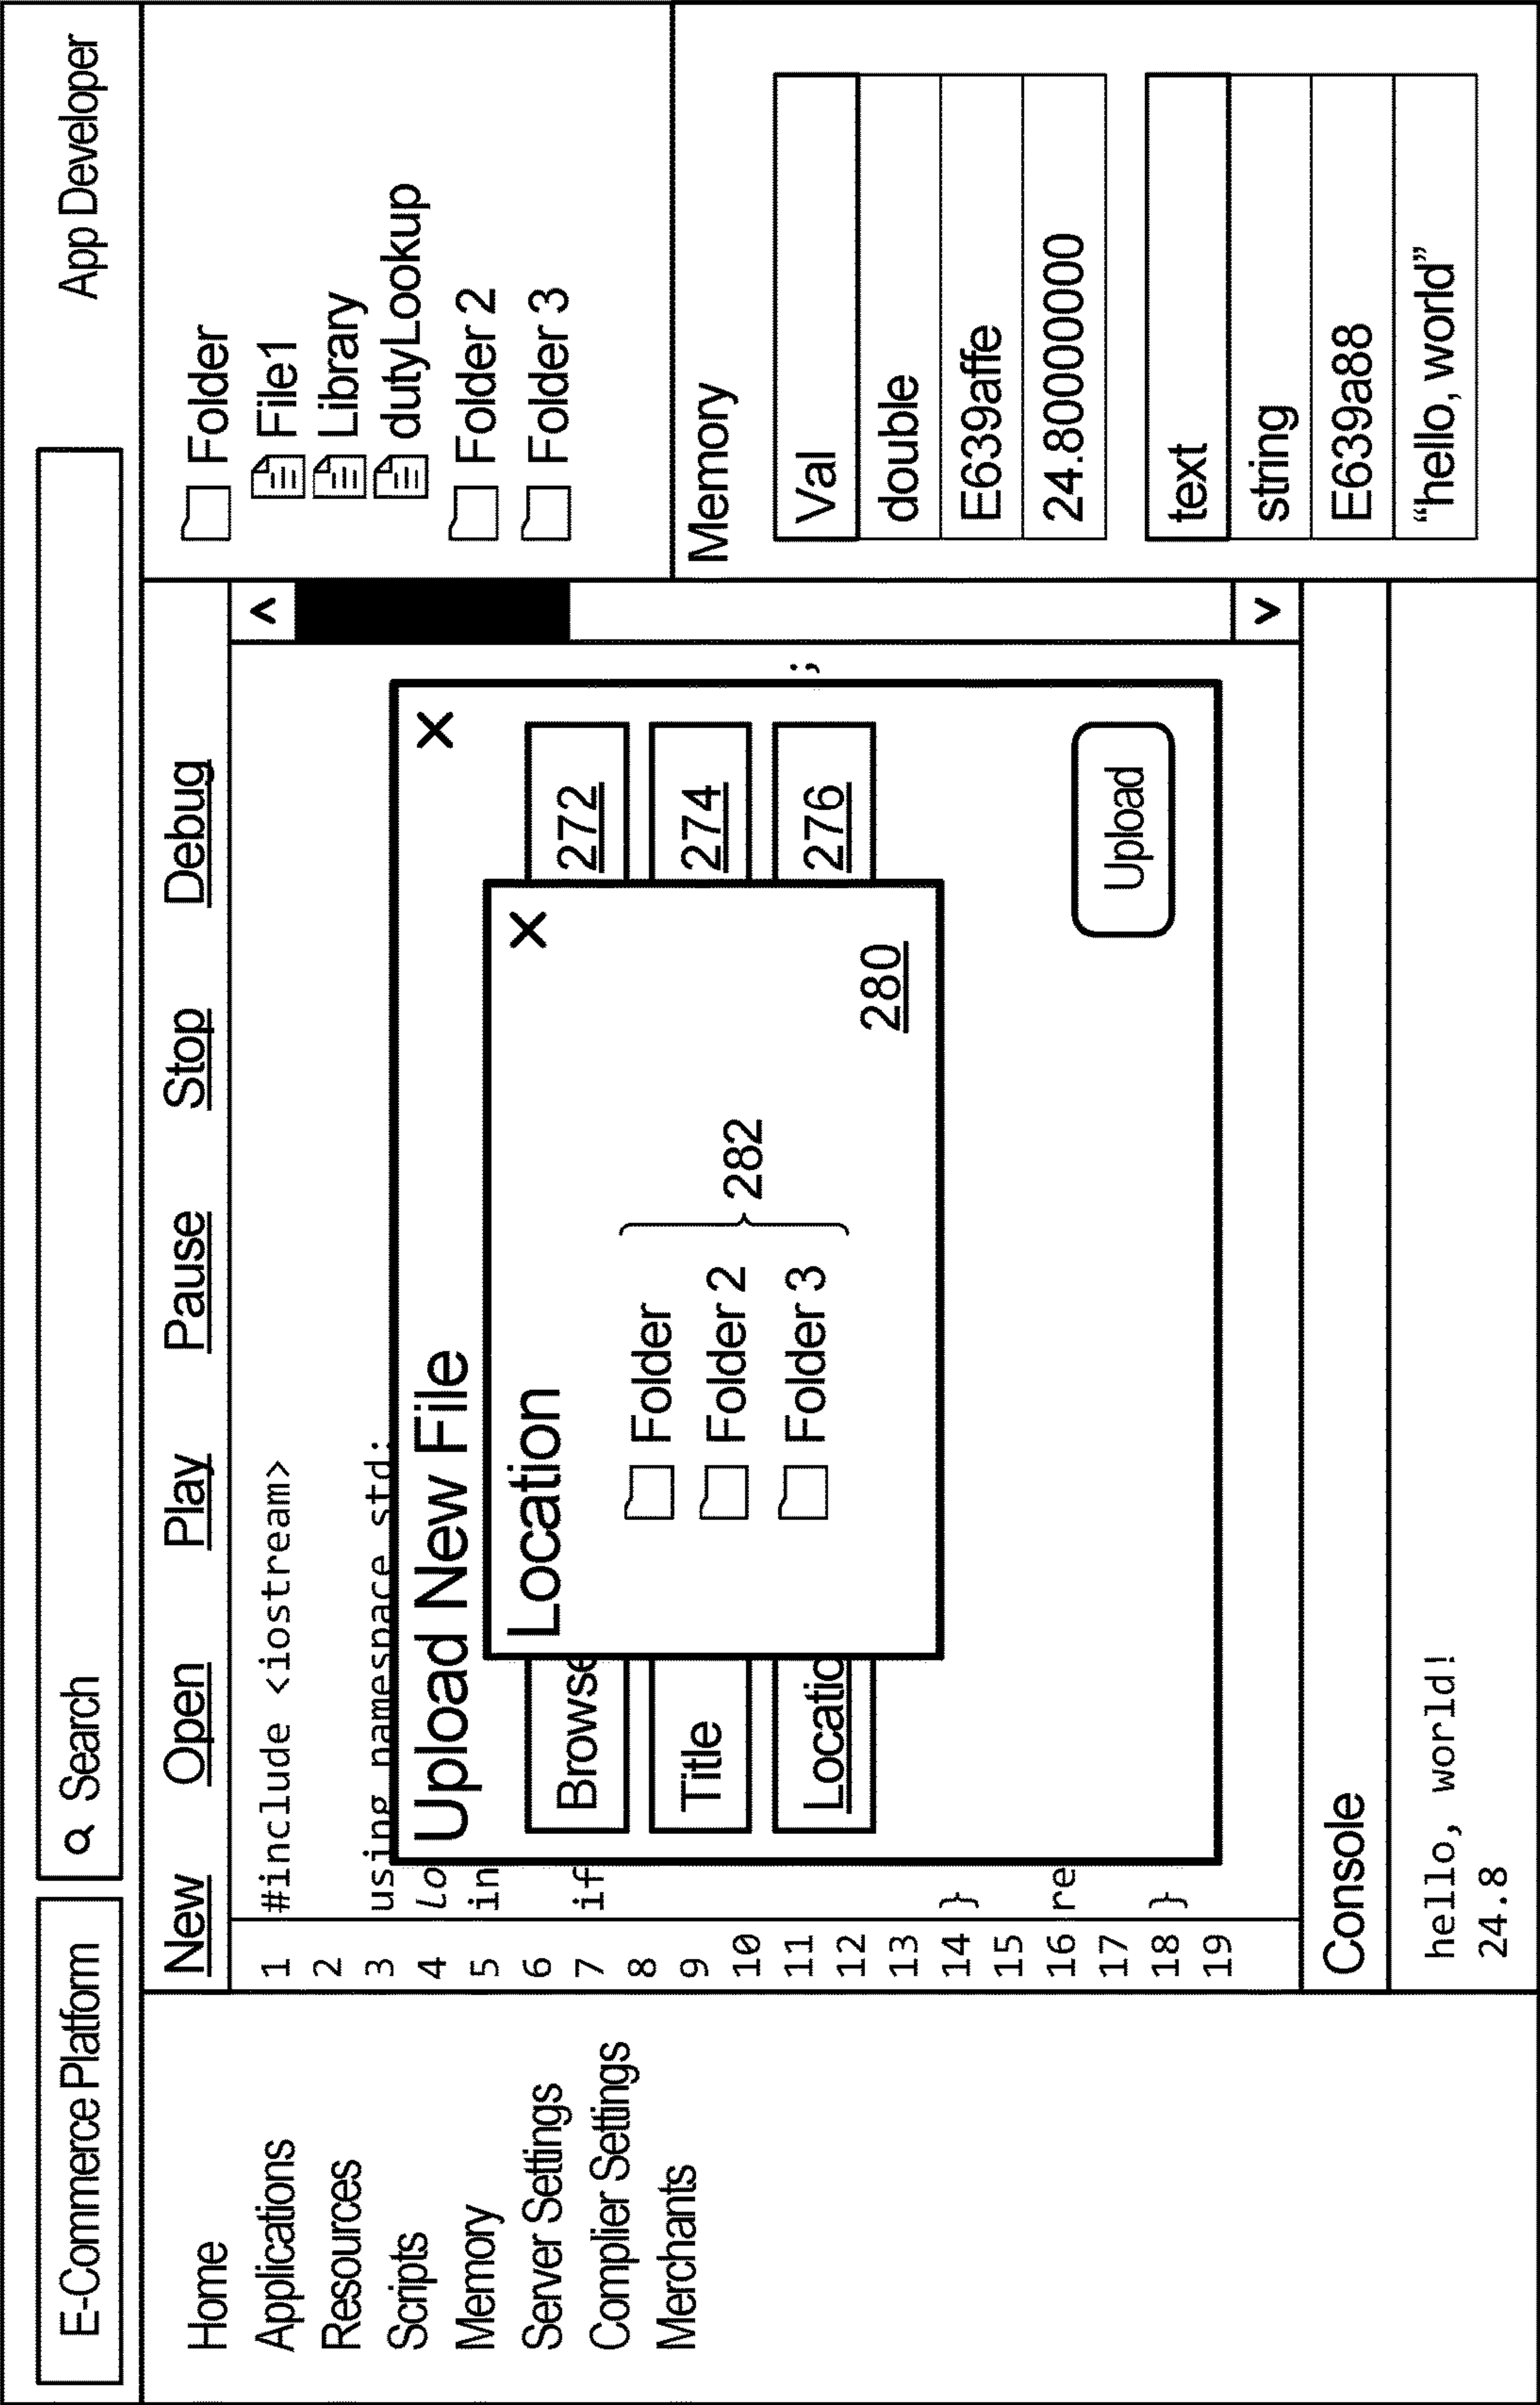 E-Commerce Platform
Search
App Developer
Home
Applications
Resources
Scripts
Memory
Server Settings
Complier Settings
Merchants
New Open Play Pause Stop Debug
1 #include <iostream>
2
3 using namespace std;
4 lo
5 in
6
7 if
8
9
10
11 ;
12
13
14 }
15
16 re
17
18 }
19
Upload New File X
Browse 272
Title 274
Locatio 276
Upload
Location X
Folder
Folder 2
Folder 3
282
280
Console
hello, world!
24.8
Folder
File1
Library
dutyLookup
Folder 2
Folder 3
Memory
Val
double
E639affe
24.80000000
text
string
E639a88
“hello, world”